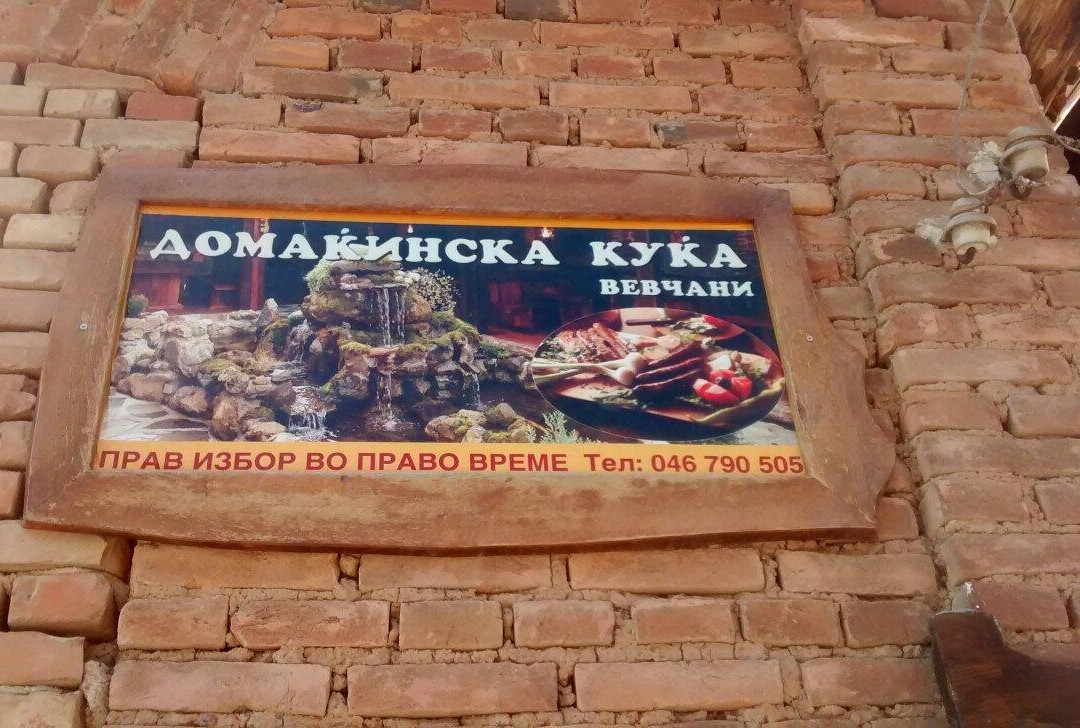 ДОМАЌИНСКА КУЌА
ВЕВЧАНИ
ПРАВ ИЗБОР ВО ПРАВО ВРЕМЕ Тел: 046 790 505